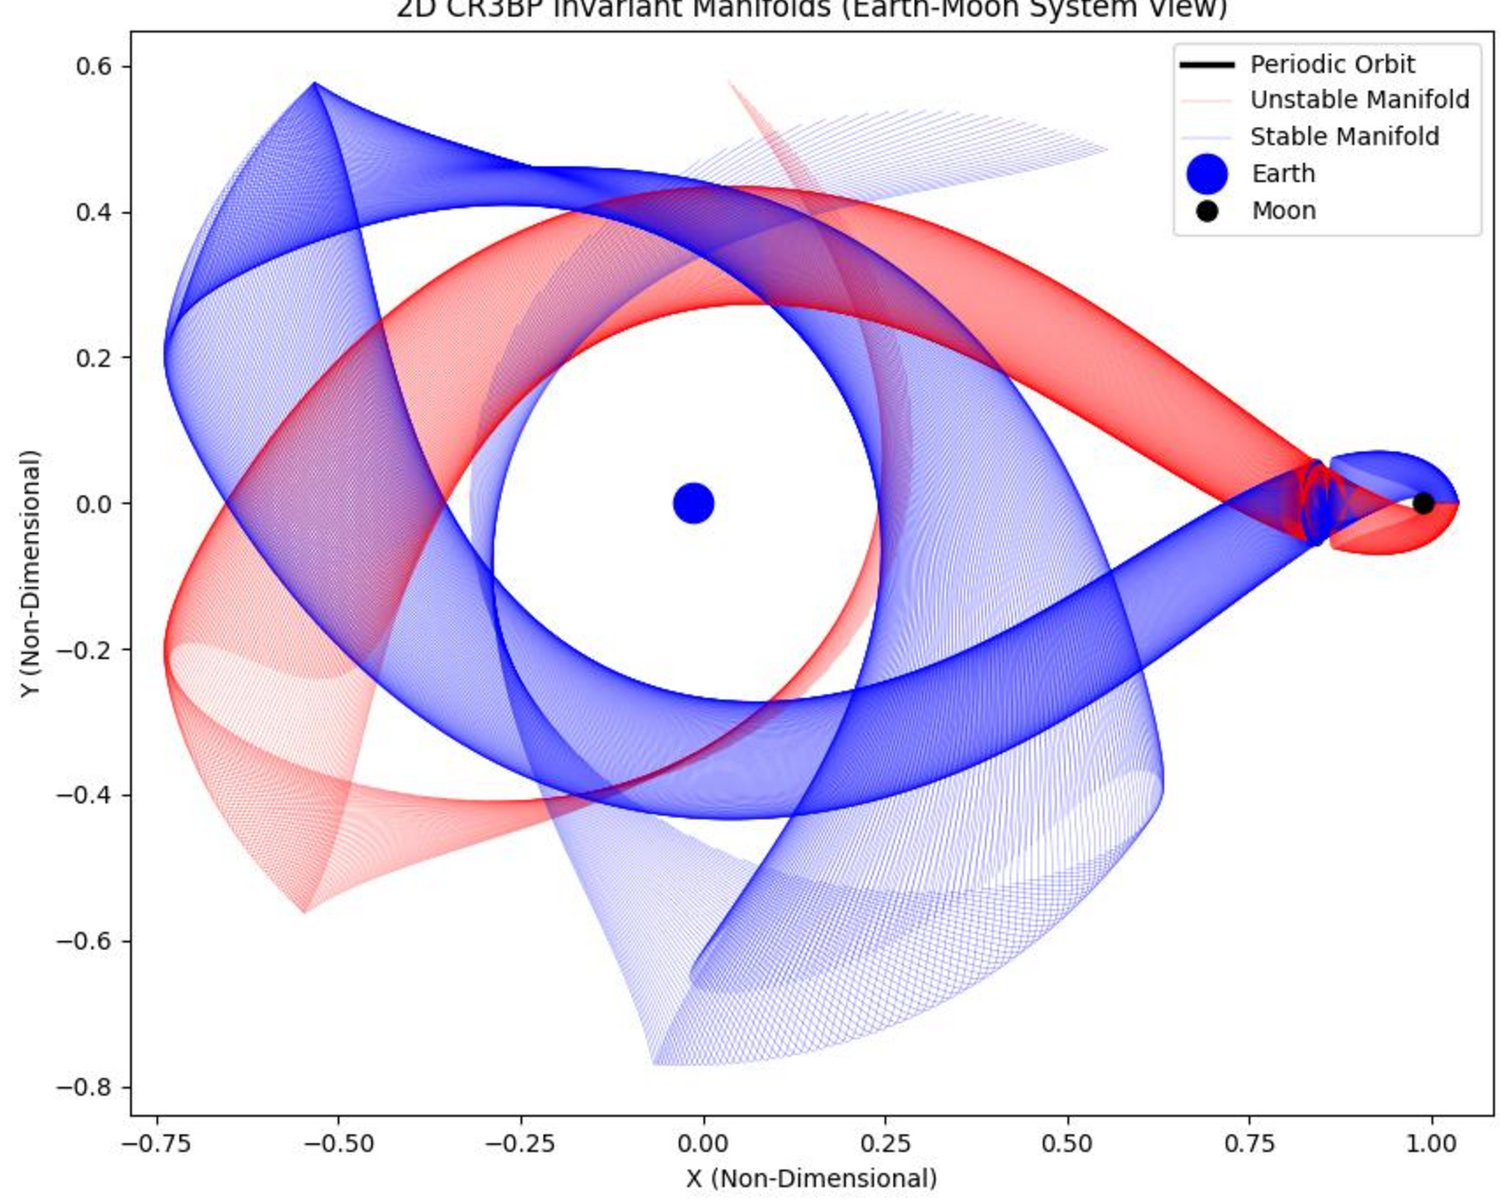 2D CR3BP Invariant Manifolds (Earth-Moon System View)
Periodic Orbit
Unstable Manifold
Stable Manifold
Earth
Moon
0.6
0.4
0.2
0.0
−0.2
−0.4
−0.6
−0.8
Y (Non-Dimensional)
−0.75 −0.50 −0.25 0.00 0.25 0.50 0.75 1.00
X (Non-Dimensional)